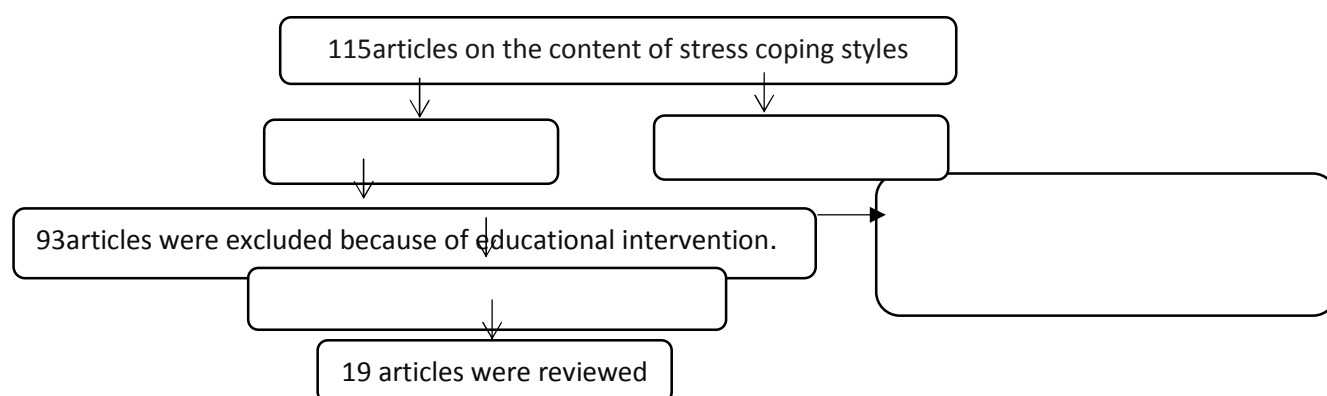 115articles on the content of stress coping styles
93articles were excluded because of educational intervention.
19 articles were reviewed